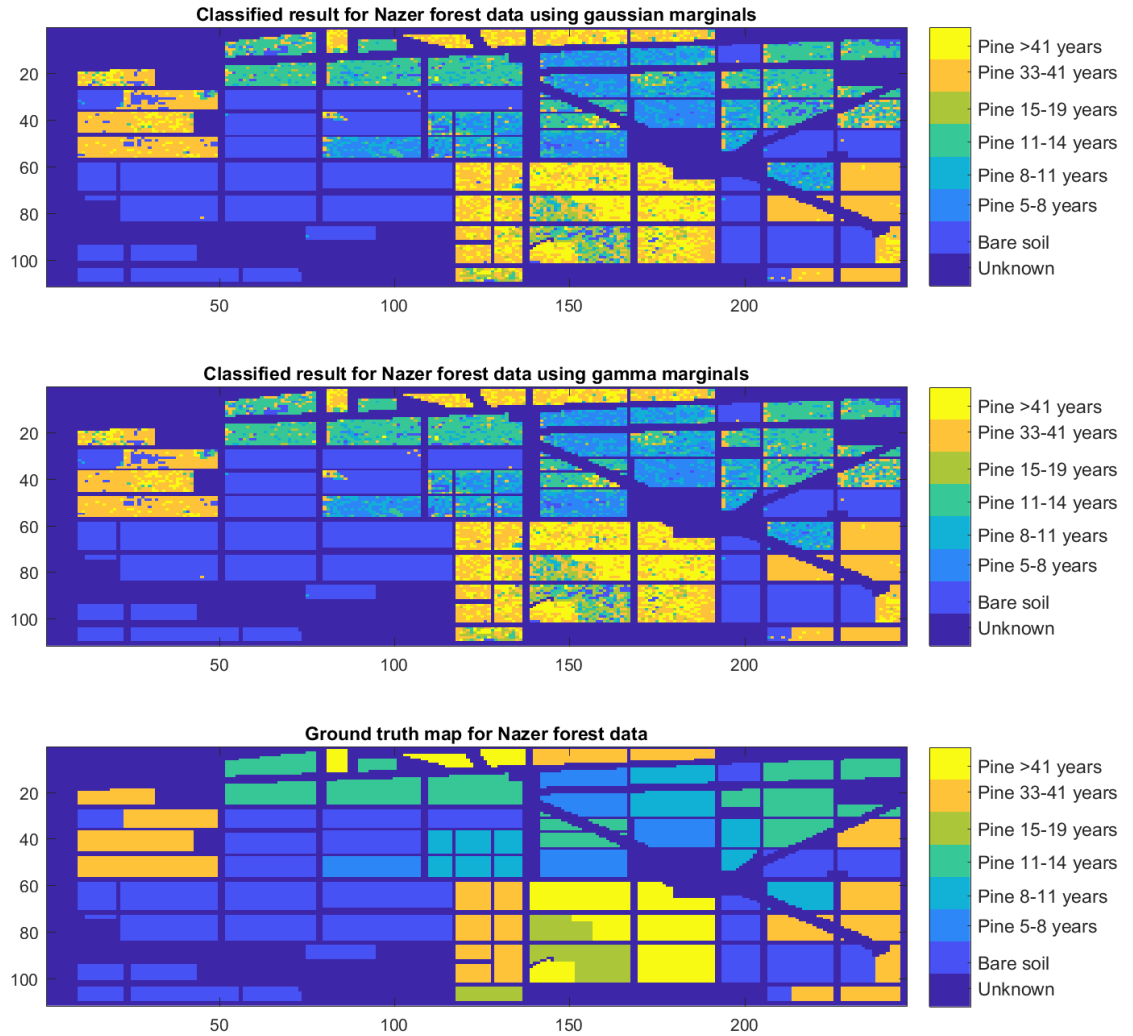 Classified result for Nazer forest data using gaussian marginals
20
40
60
80
100
50
100
150
200
Pine >41 years
Pine 33-41 years
Pine 15-19 years
Pine 11-14 years
Pine 8-11 years
Pine 5-8 years
Bare soil
Unknown
Classified result for Nazer forest data using gamma marginals
20
40
60
80
100
50
100
150
200
Pine >41 years
Pine 33-41 years
Pine 15-19 years
Pine 11-14 years
Pine 8-11 years
Pine 5-8 years
Bare soil
Unknown
Ground truth map for Nazer forest data
20
40
60
80
100
50
100
150
200
Pine >41 years
Pine 33-41 years
Pine 15-19 years
Pine 11-14 years
Pine 8-11 years
Pine 5-8 years
Bare soil
Unknown